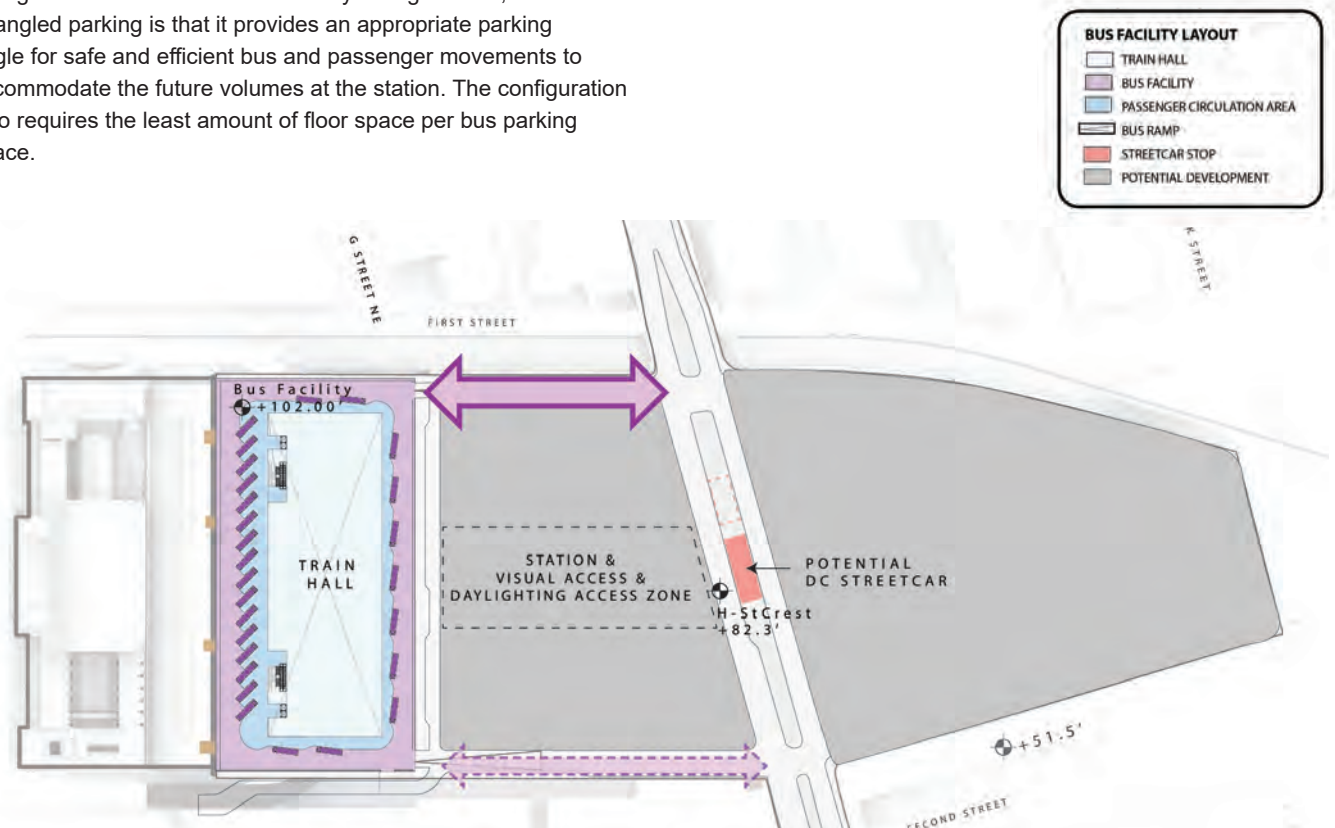 angled parking is that it provides an appropriate parking
gle for safe and efficient bus and passenger movements to
commodate the future volumes at the station. The configuration
o requires the least amount of floor space per bus parking
ace.
BUS FACILITY LAYOUT
TRAIN HALL
BUS FACILITY
PASSENGER CIRCULATION AREA
BUS RAMP
STREETCAR STOP
POTENTIAL DEVELOPMENT
G STREET NE
FIRST STREET
K STREET
Bus Facility
+102.00'
TRAIN
HALL
STATION &
VISUAL ACCESS &
DAYLIGHTING ACCESS ZONE
POTENTIAL
DC STREETCAR
H-StCrest
+82.3'
+51.5'
SECOND STREET